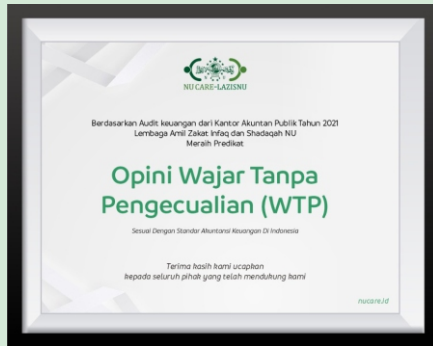 NU CARE-LAZISNU
Berdasarkan Audit keuangan dari Kantor Akuntan Publik Tahun 2021
Lembaga Amil Zakat Infaq dan Shadaqah NU
Meraih Predikat
Opini Wajar Tanpa
Pengecualian (WTP)
Sesuai Dengan Standar Akuntansi Keuangan Di Indonesia
Terima kasih kami ucapkan
kepada seluruh pihak yang telah mendukung kami
nucare.id